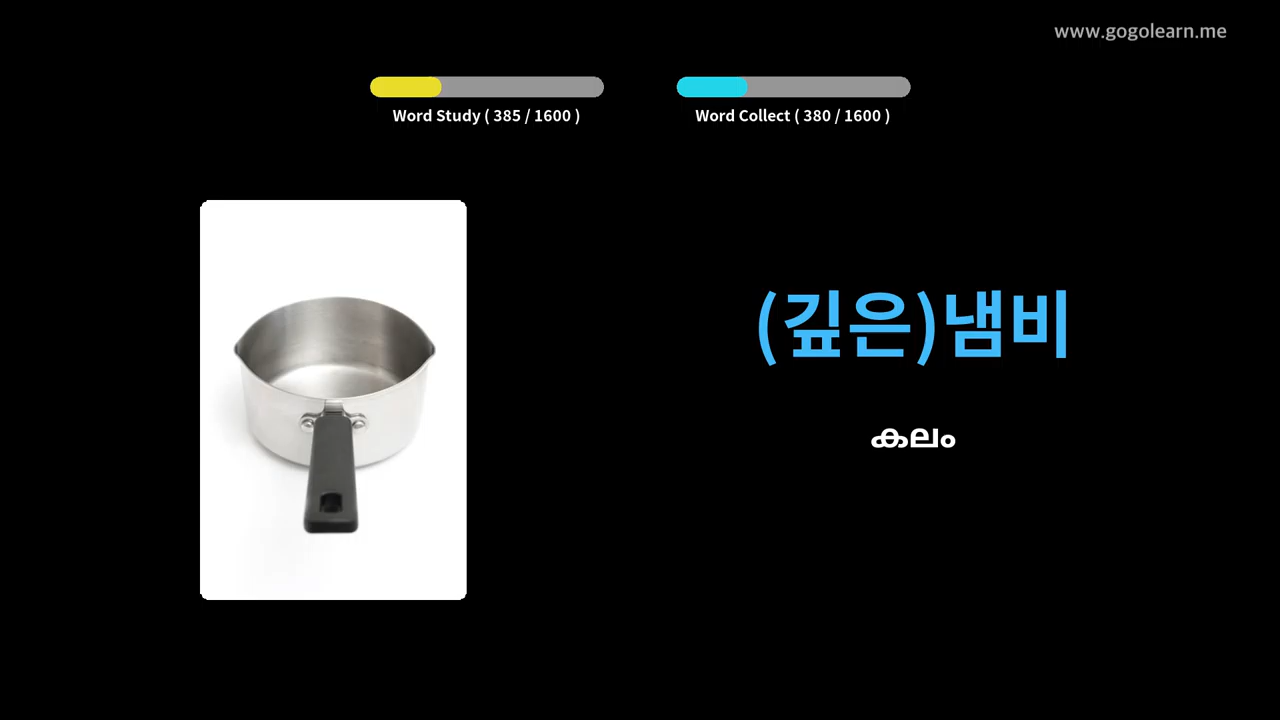 www.gogolearn.me
Word Study ( 385 / 1600 )
Word Collect ( 380 / 1600 )
(깊은)냄비
കലം